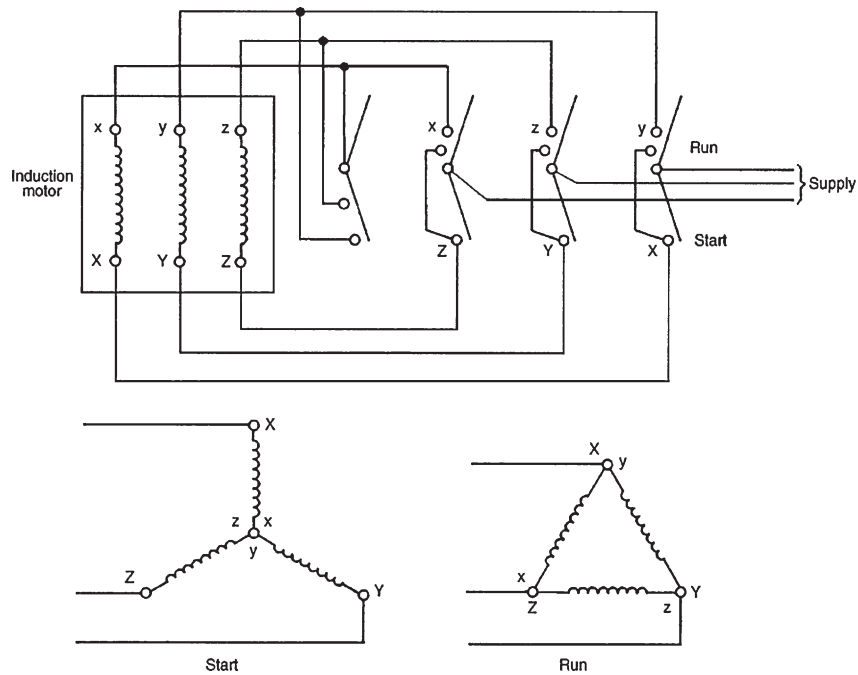 x y z x z y
Run
Induction
motor
Supply
X Y Z Z Y X
Start
X
X y
z x
y
Z Y
x Y
Z z
Start Run